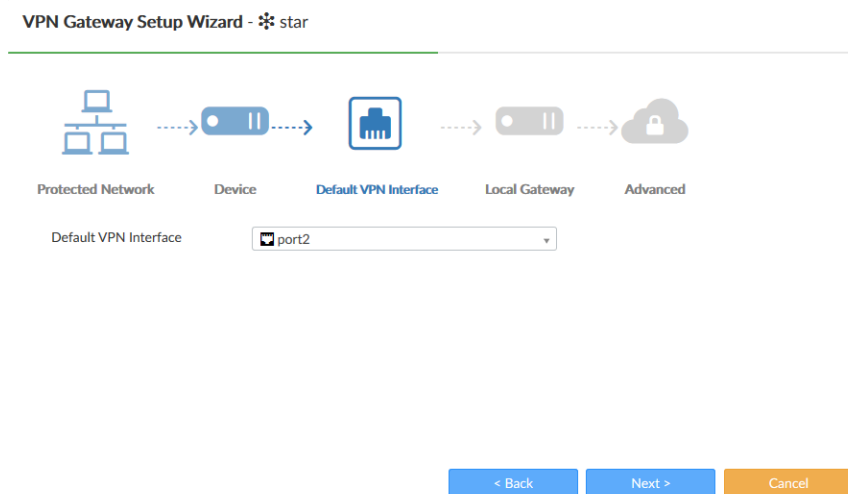 VPN Gateway Setup Wizard - star
Protected Network
Device
Default VPN Interface
Local Gateway
Advanced
Default VPN Interface
port2
< Back
Next >
Cancel